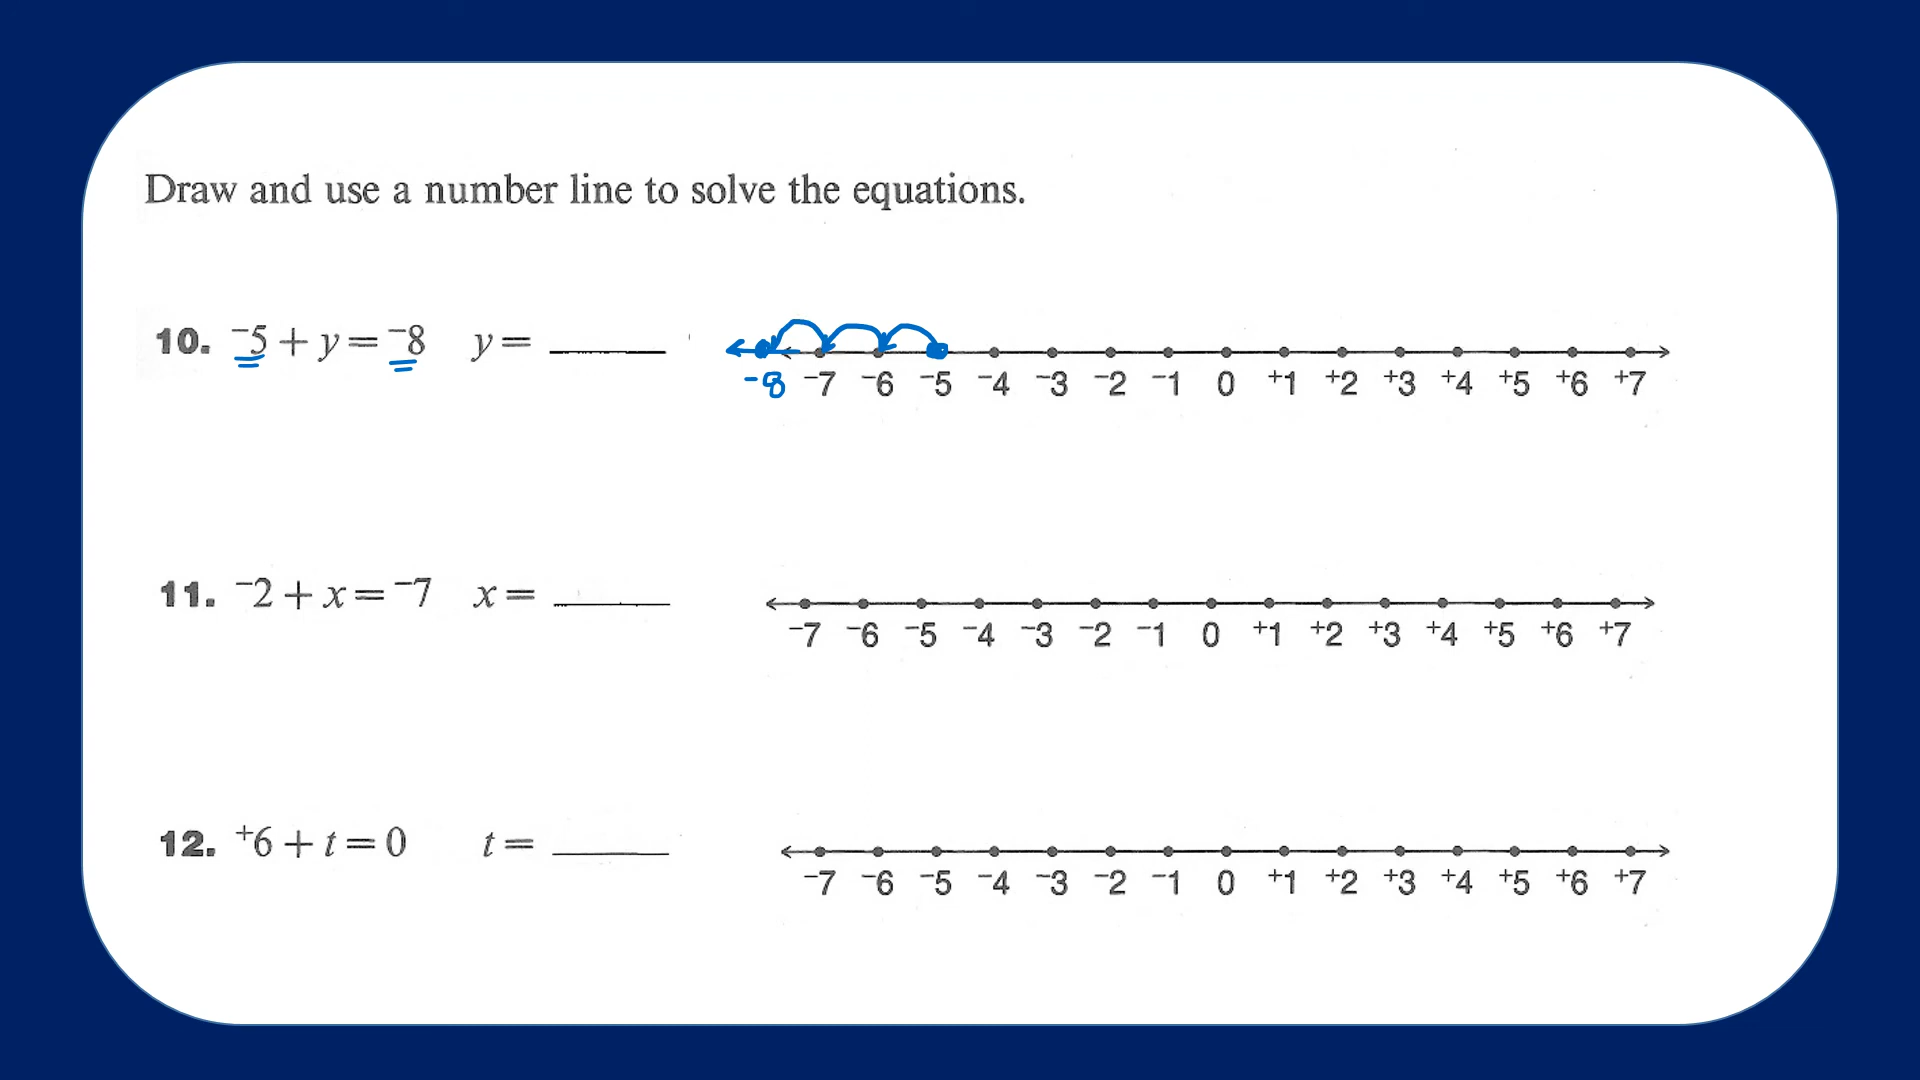 Draw and use a number line to solve the equations.
10. ⁻5 + y = ⁻8 y = ____
-8 ⁻7 ⁻6 ⁻5 ⁻4 ⁻3 ⁻2 ⁻1 0 ⁺1 ⁺2 ⁺3 ⁺4 ⁺5 ⁺6 ⁺7
11. ⁻2 + x = ⁻7 x = ____
⁻7 ⁻6 ⁻5 ⁻4 ⁻3 ⁻2 ⁻1 0 ⁺1 ⁺2 ⁺3 ⁺4 ⁺5 ⁺6 ⁺7
12. ⁺6 + t = 0 t = ____
⁻7 ⁻6 ⁻5 ⁻4 ⁻3 ⁻2 ⁻1 0 ⁺1 ⁺2 ⁺3 ⁺4 ⁺5 ⁺6 ⁺7